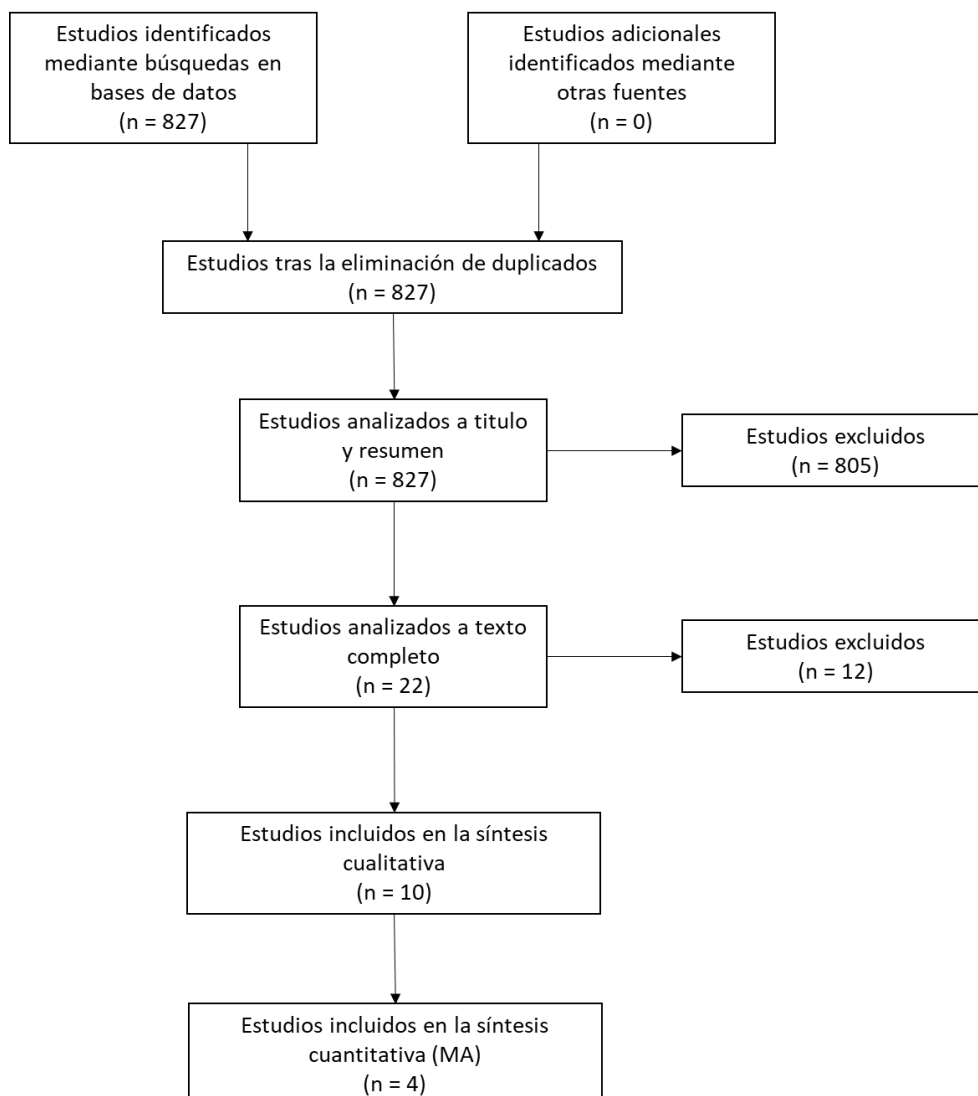 Estudios identificados
mediante búsquedas en
bases de datos
(n = 827)
Estudios adicionales
identificados mediante
otras fuentes
(n = 0)
Estudios tras la eliminación de duplicados
(n = 827)
Estudios analizados a titulo
y resumen
(n = 827)
Estudios excluidos
(n = 805)
Estudios analizados a texto
completo
(n = 22)
Estudios excluidos
(n = 12)
Estudios incluidos en la síntesis
cualitativa
(n = 10)
Estudios incluidos en la síntesis
cuantitativa (MA)
(n = 4)